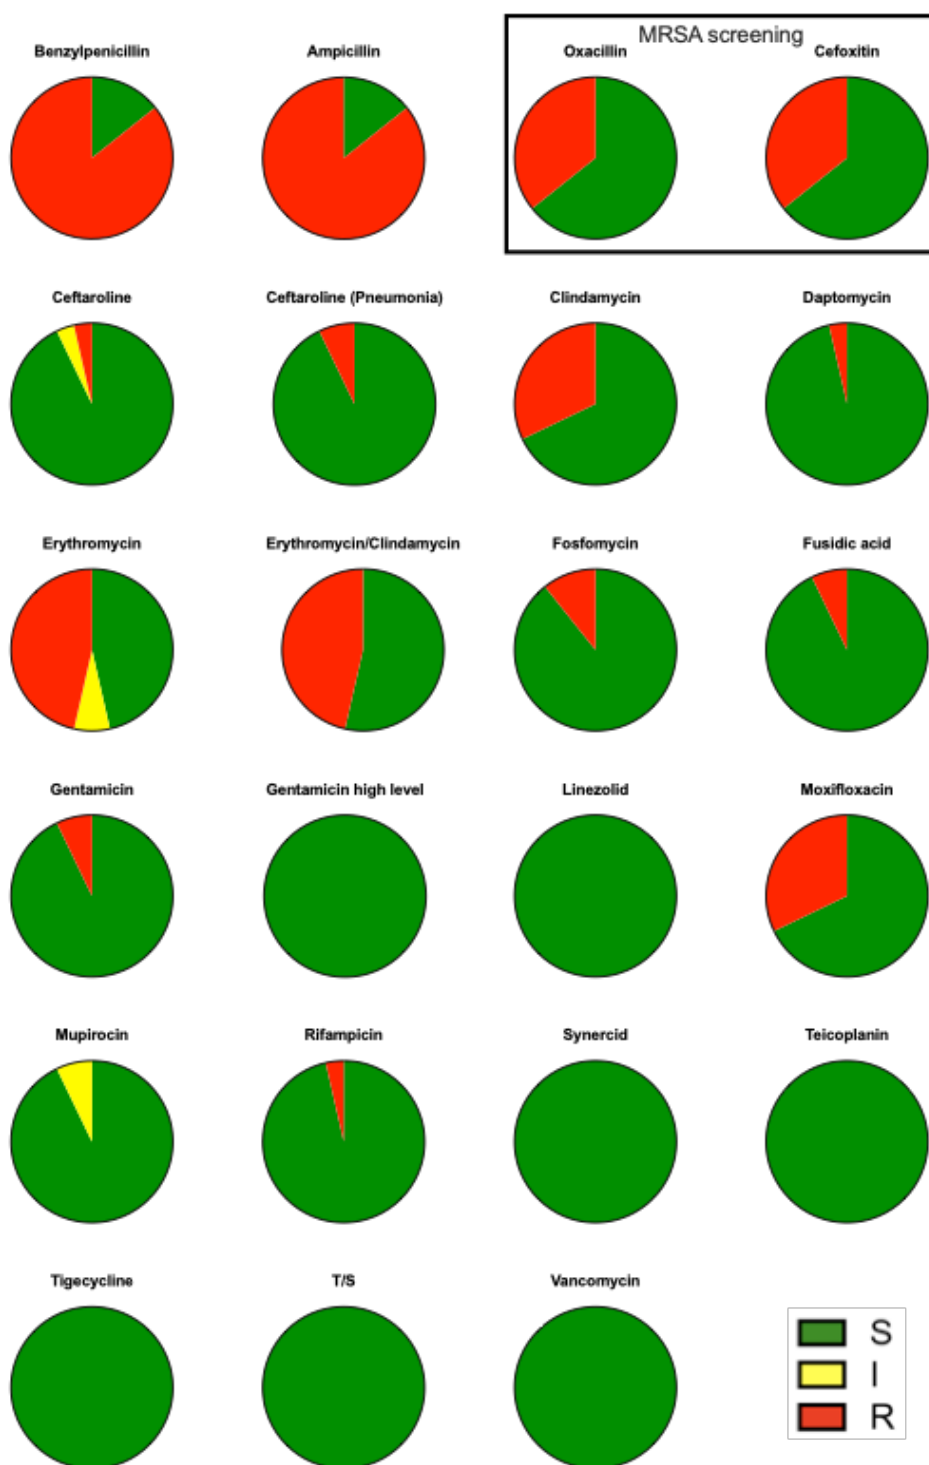 MRSA screening
Benzylpenicillin
Ampicillin
Oxacillin
Cefoxitin
Ceftaroline
Ceftaroline (Pneumonia)
Clindamycin
Daptomycin
Erythromycin
Erythromycin/Clindamycin
Fosfomycin
Fusidic acid
Gentamicin
Gentamicin high level
Linezolid
Moxifloxacin
Mupirocin
Rifampicin
Synercid
Teicoplanin
Tigecycline
T/S
Vancomycin
S
I
R